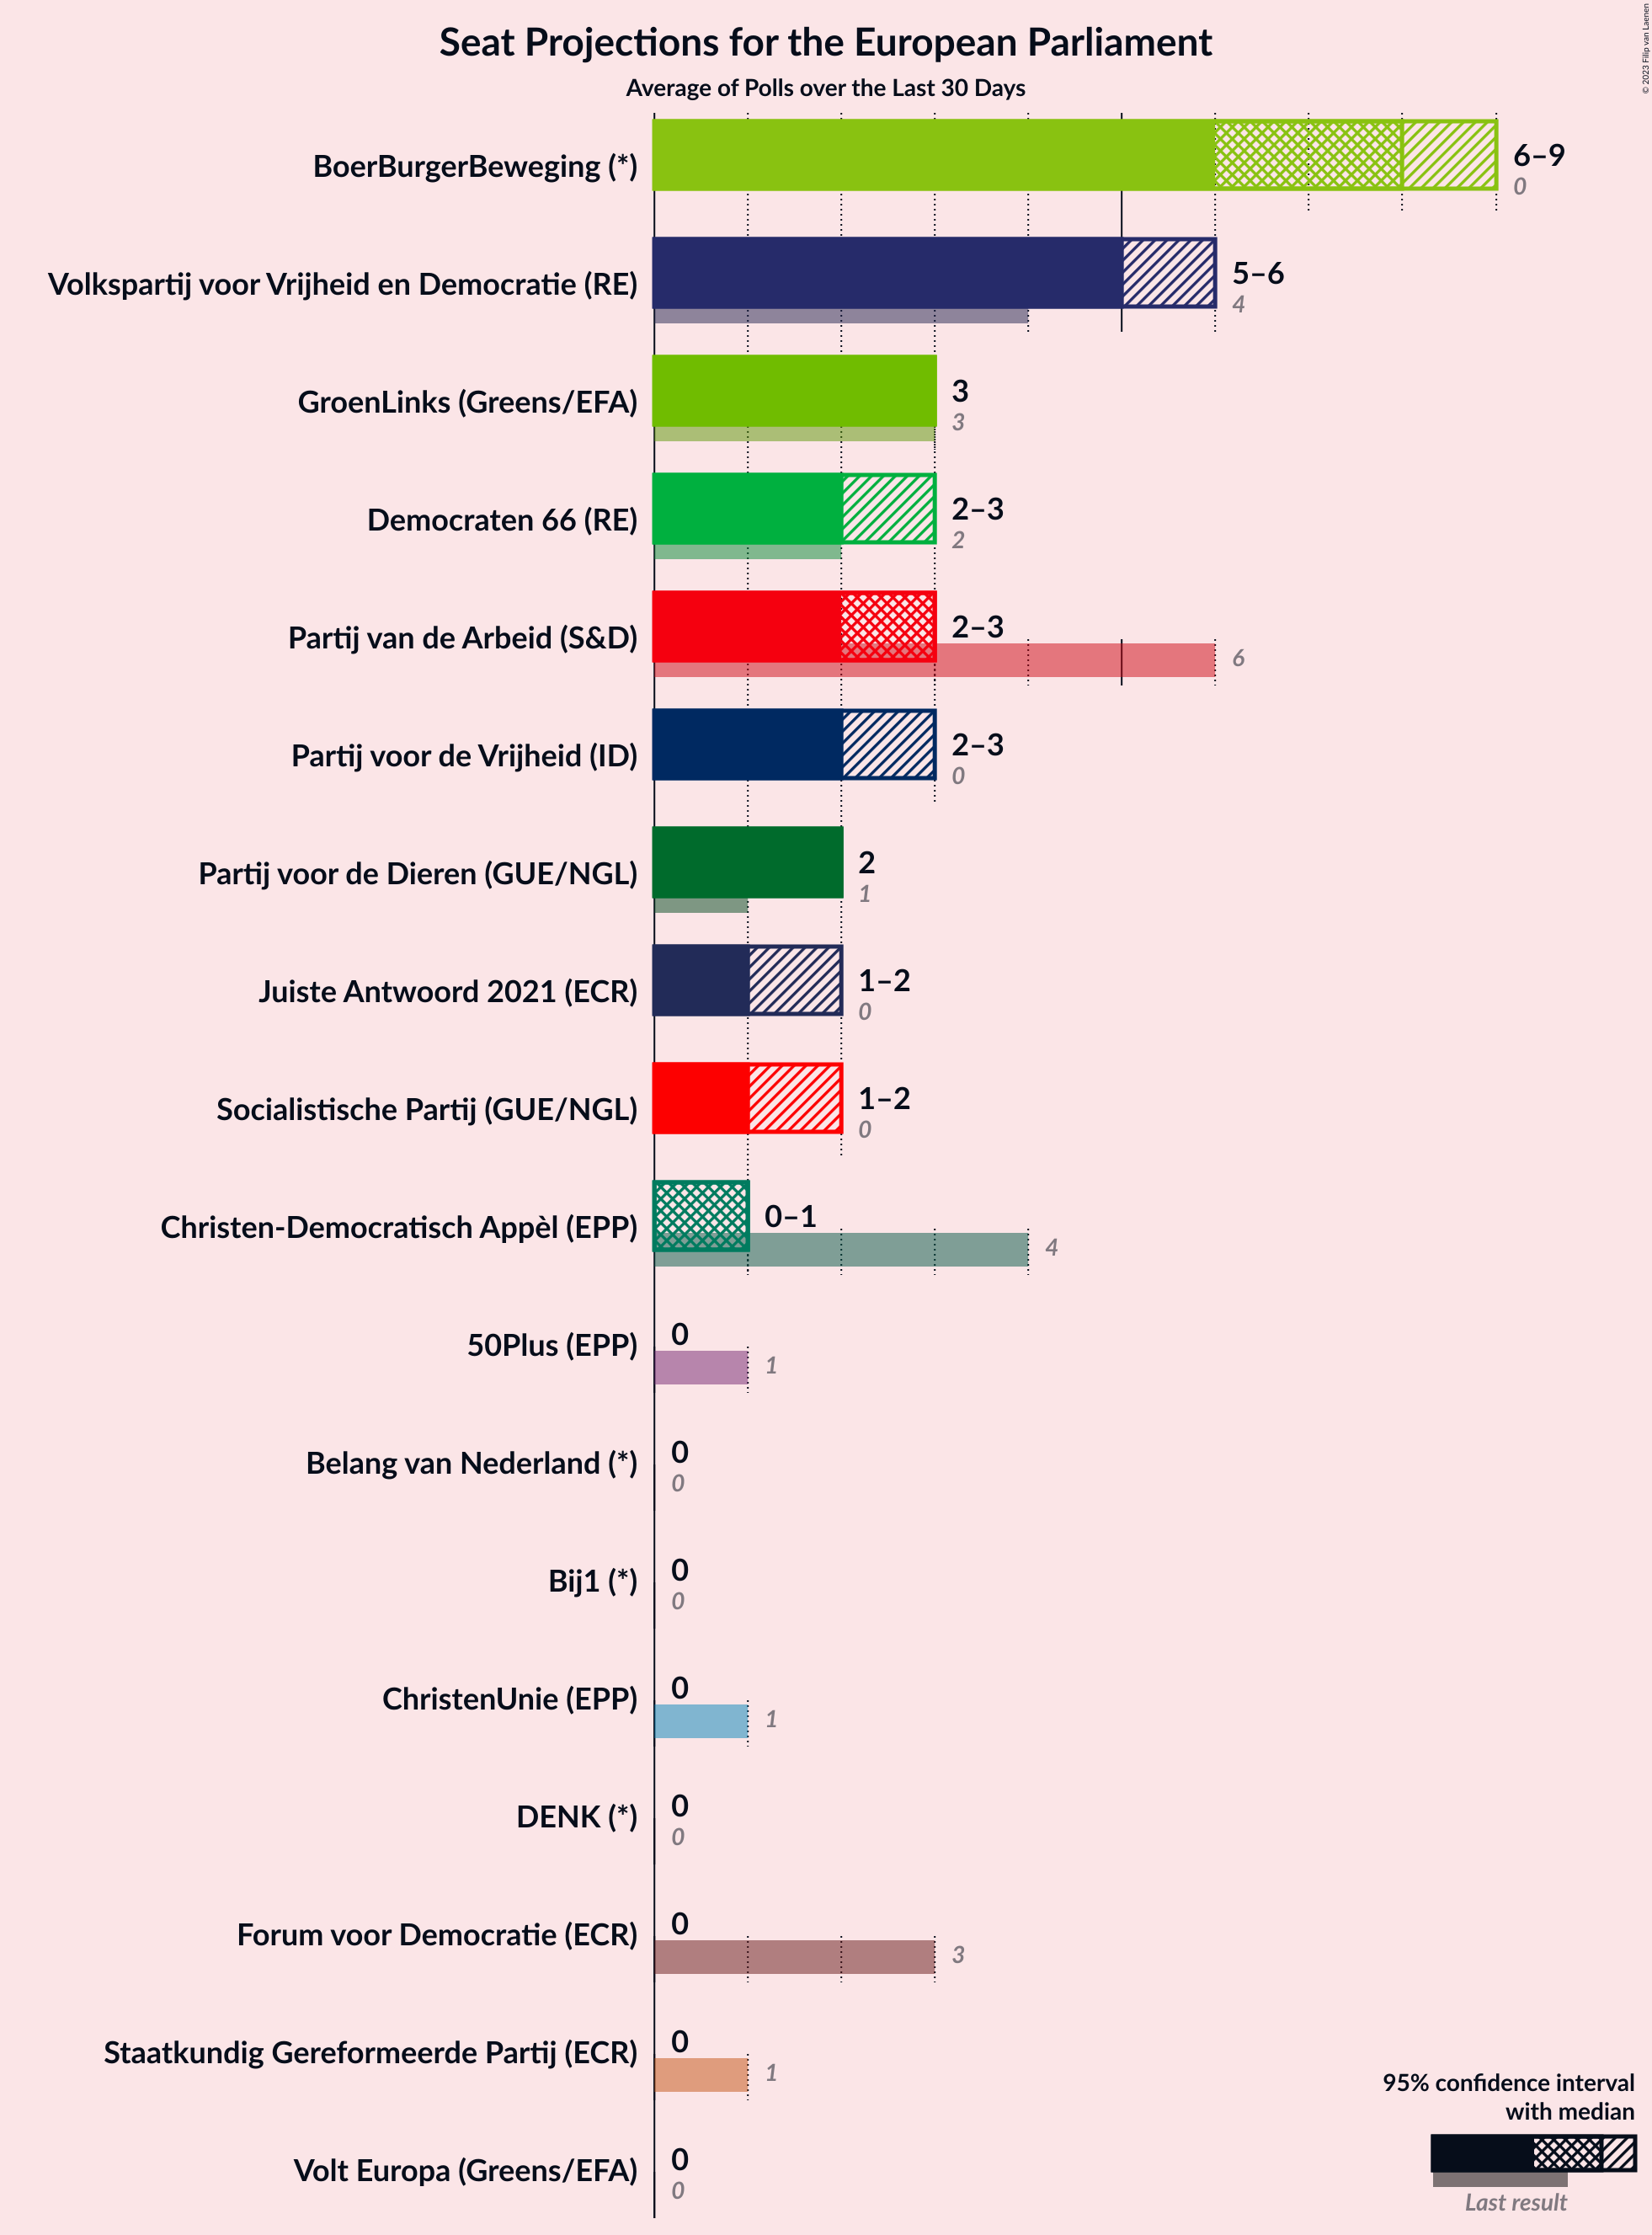 Seat Projections for the European Parliament
Average of Polls over the Last 30 Days
© 2023 Filip van Laenen
BoerBurgerBeweging (*)
6–9
0
Volkspartij voor Vrijheid en Democratie (RE)
5–6
4
GroenLinks (Greens/EFA)
3
3
Democraten 66 (RE)
2–3
2
Partij van de Arbeid (S&D)
2–3
6
Partij voor de Vrijheid (ID)
2–3
0
Partij voor de Dieren (GUE/NGL)
2
1
Juiste Antwoord 2021 (ECR)
1–2
0
Socialistische Partij (GUE/NGL)
1–2
0
Christen-Democratisch Appèl (EPP)
0–1
4
50Plus (EPP)
0
1
Belang van Nederland (*)
0
0
Bij1 (*)
0
0
ChristenUnie (EPP)
0
1
DENK (*)
0
0
Forum voor Democratie (ECR)
0
3
Staatkundig Gereformeerde Partij (ECR)
0
1
Volt Europa (Greens/EFA)
0
0
95% confidence interval
with median
Last result